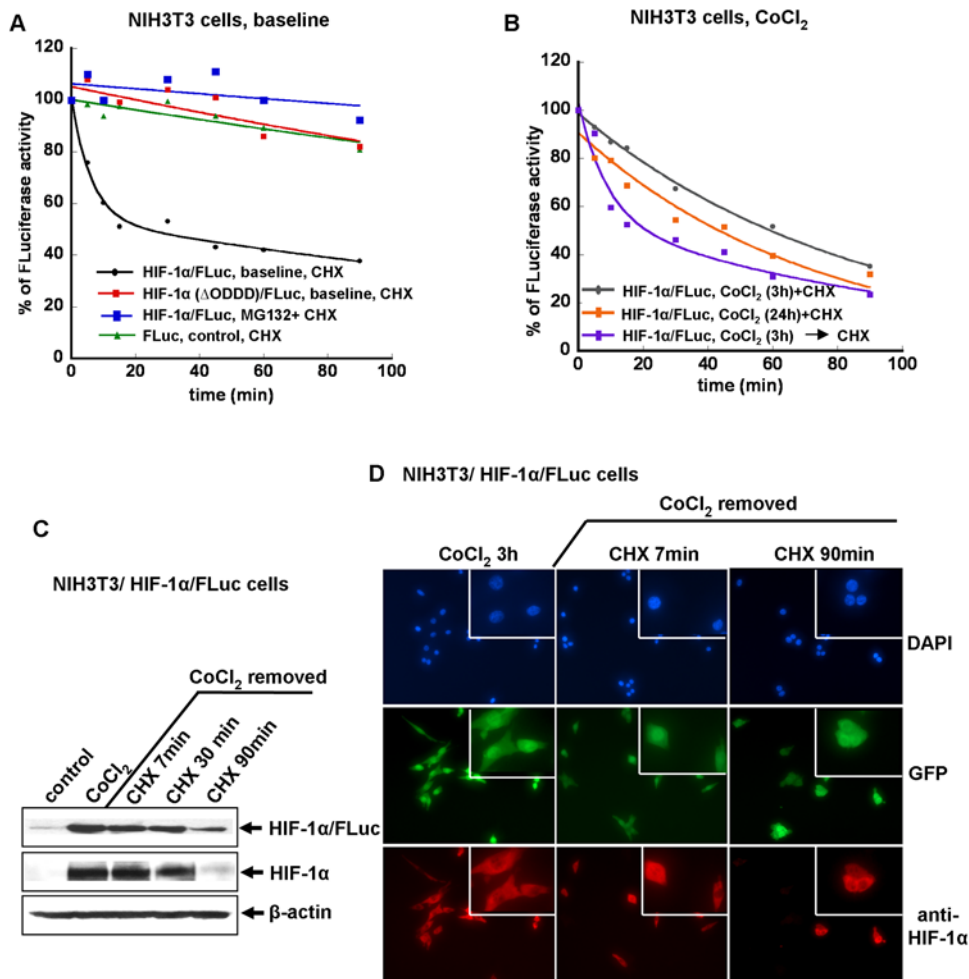 A
NIH3T3 cells, baseline
% of FLuciferase activity
120
100
80
60
40
20
0
0 20 40 60 80 100
time (min)
HIF-1α/FLuc, baseline, CHX
HIF-1α (ΔODDD)/FLuc, baseline, CHX
HIF-1α/FLuc, MG132+ CHX
FLuc, control, CHX
B
NIH3T3 cells, CoCl₂
% of FLuciferase activity
120
100
80
60
40
20
0
0 20 40 60 80 100
time (min)
HIF-1α/FLuc, CoCl₂ (3h)+CHX
HIF-1α/FLuc, CoCl₂ (24h)+CHX
HIF-1α/FLuc, CoCl₂ (3h) → CHX
C
NIH3T3/ HIF-1α/FLuc cells
CoCl₂ removed
control
CoCl₂
CHX 7min
CHX 30 min
CHX 90min
HIF-1α/FLuc
HIF-1α
β-actin
D NIH3T3/ HIF-1α/FLuc cells
CoCl₂ removed
CoCl₂ 3h CHX 7min CHX 90min
DAPI
GFP
anti-
HIF-1α